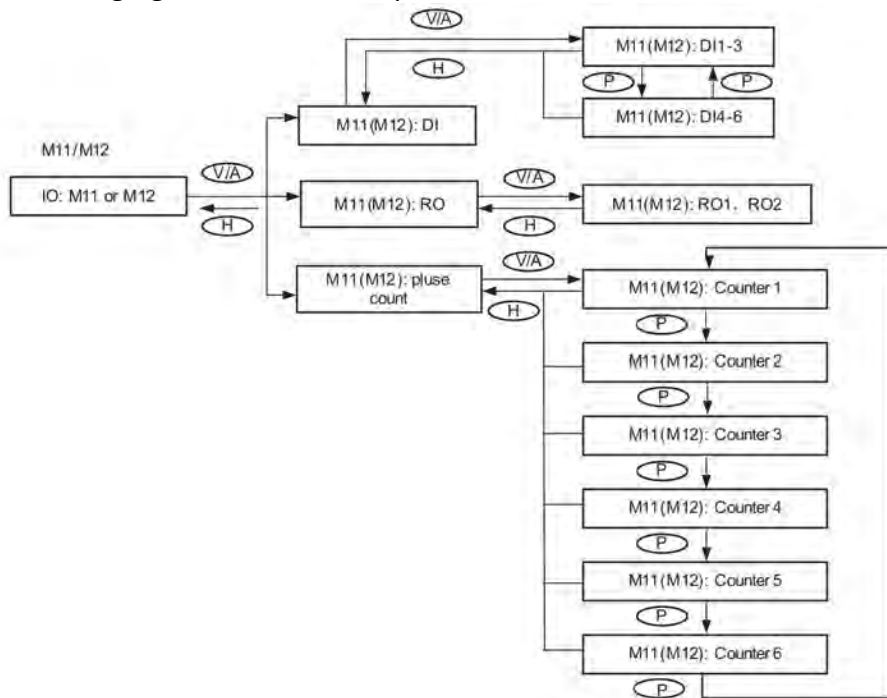 V/A
M11(M12): DI1-3
H
P
P
M11(M12): DI
M11(M12): DI4-6
M11/M12
V/A
V/A
IO: M11 or M12
M11(M12): RO
M11(M12): RO1、RO2
H
H
V/A
M11(M12): pluse
count
M11(M12): Counter 1
H
P
M11(M12): Counter 2
P
M11(M12): Counter 3
P
M11(M12): Counter 4
P
M11(M12): Counter 5
P
M11(M12): Counter 6
P